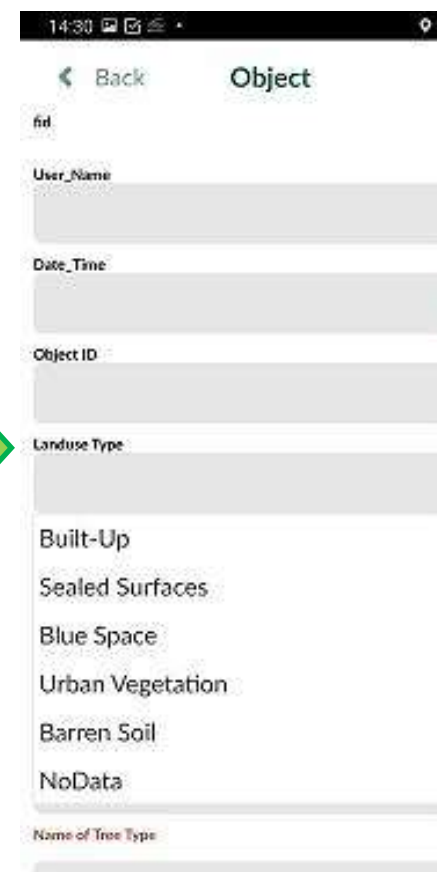 14:30
Back Object
fid
User_Name
Date_Time
Object ID
Landuse Type
Built-Up
Sealed Surfaces
Blue Space
Urban Vegetation
Barren Soil
NoData
Name of Tree Type